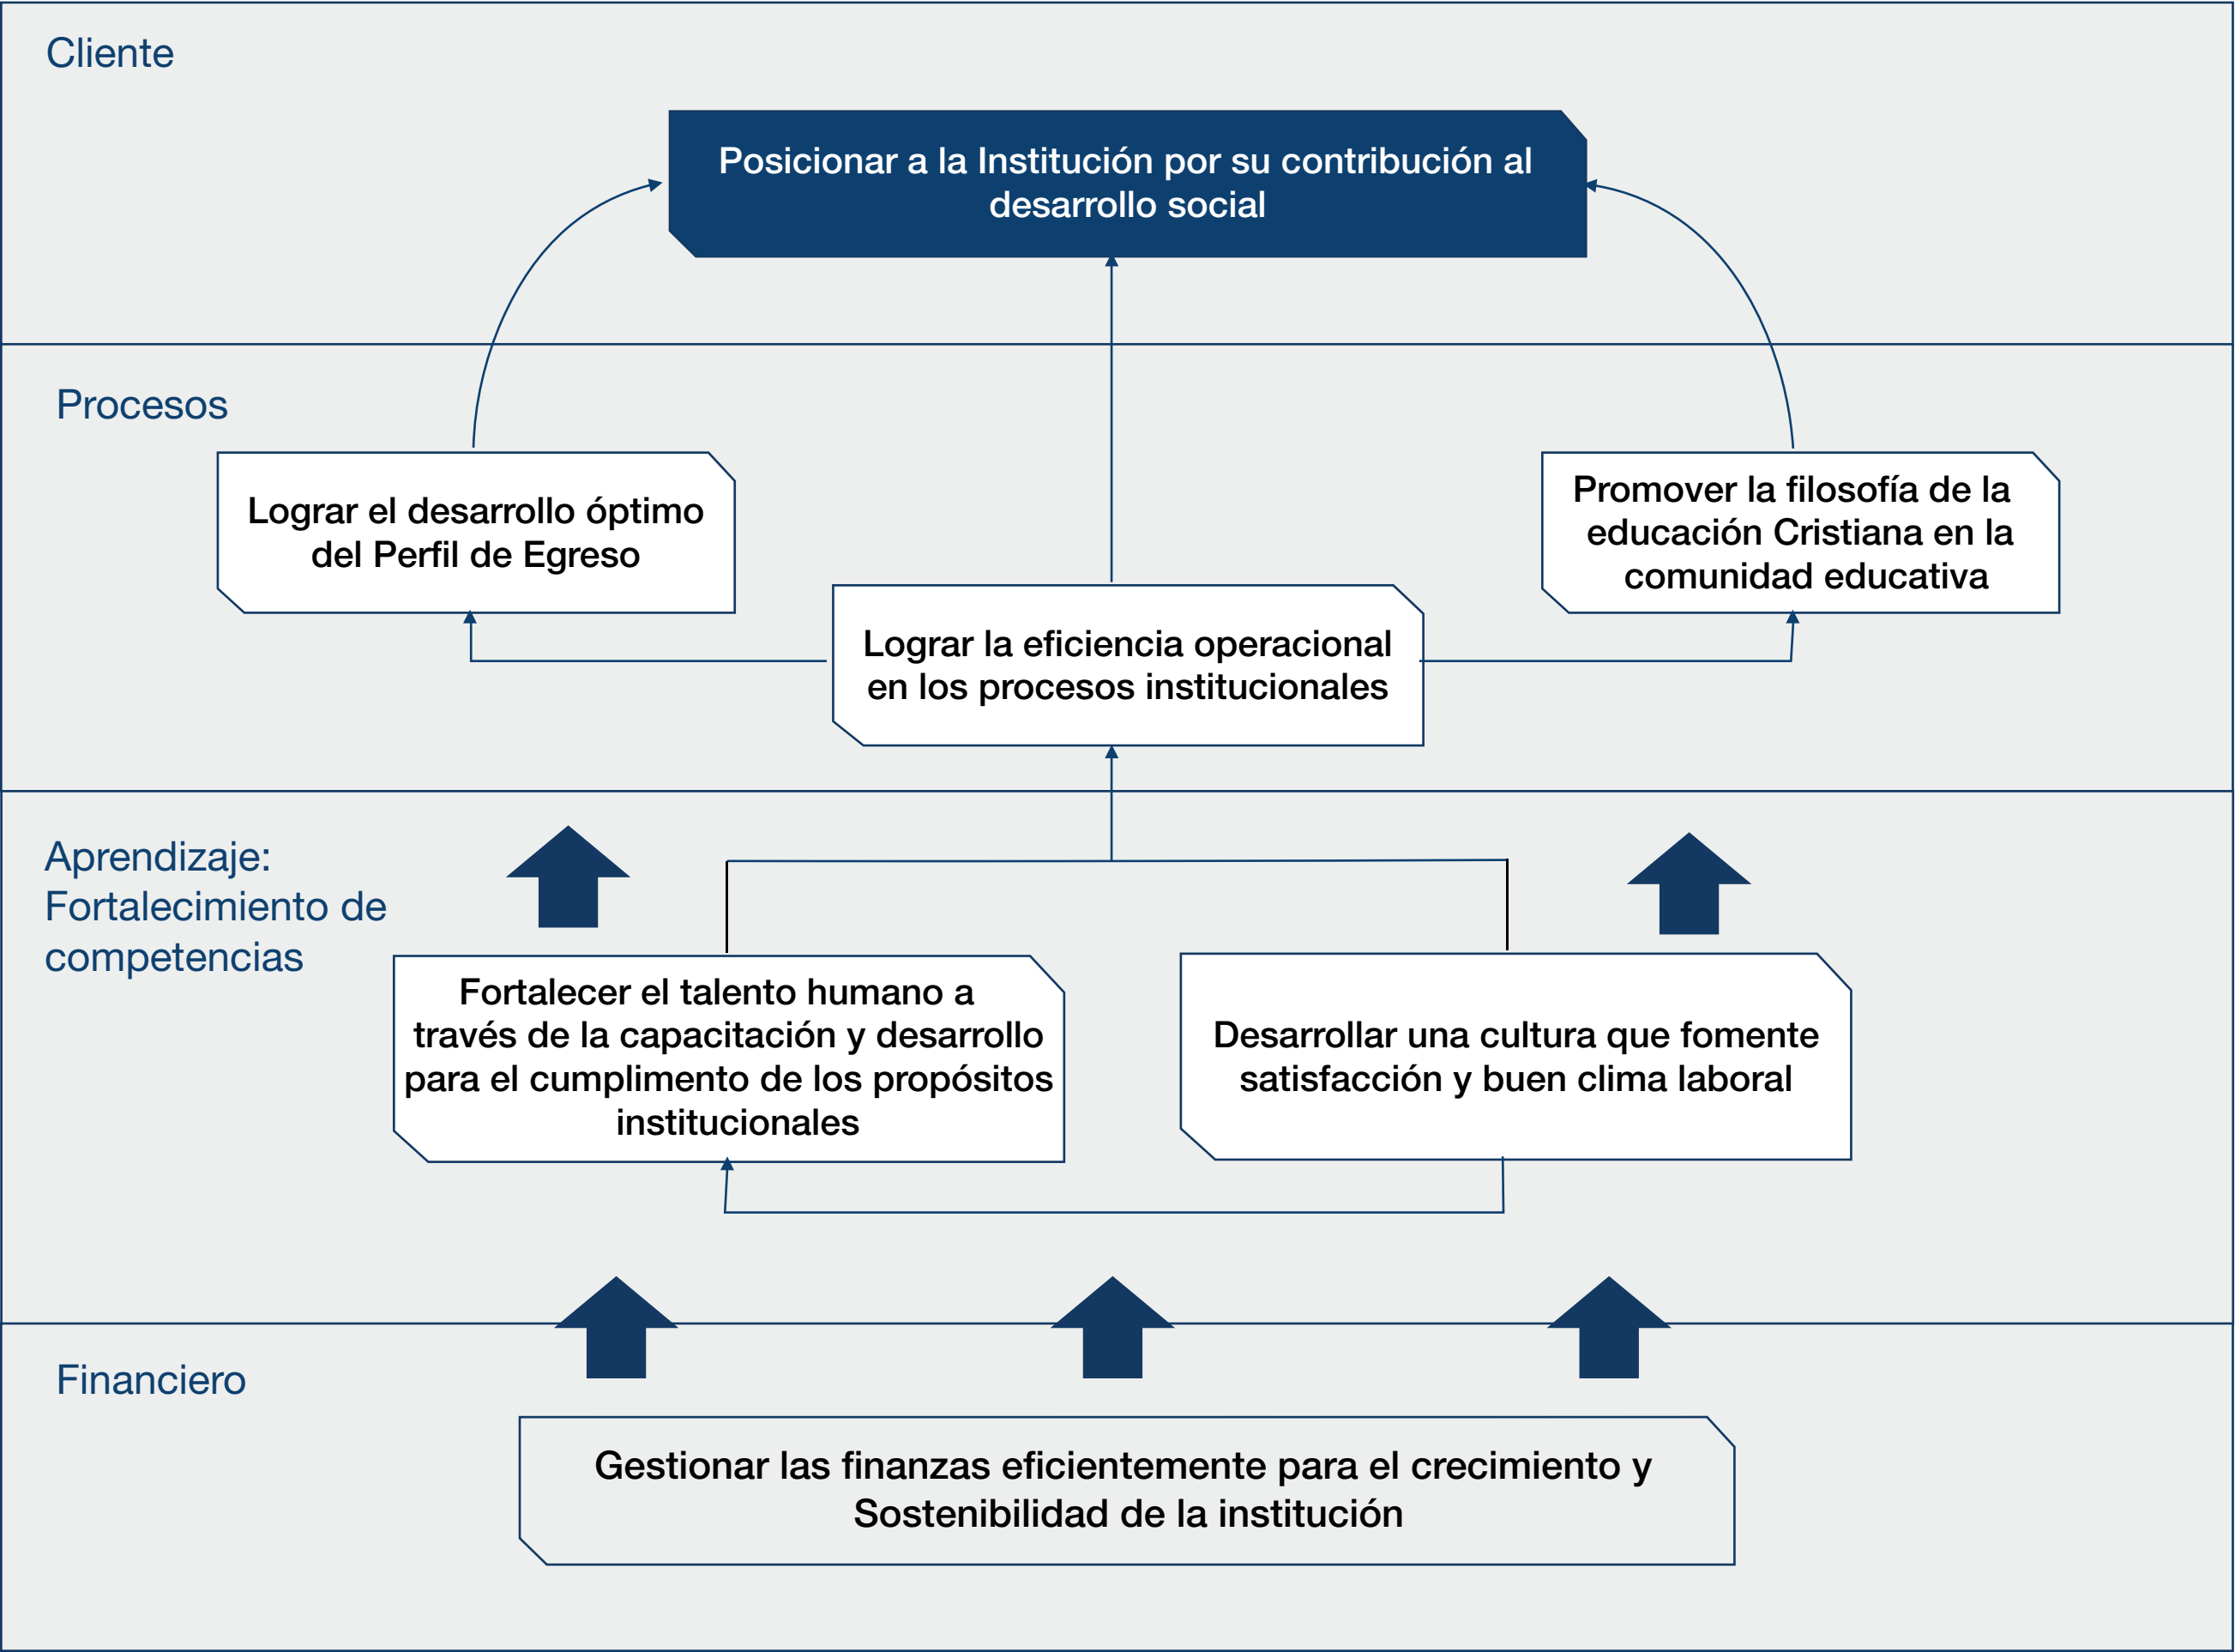 Cliente
Posicionar a la Institución por su contribución al
desarrollo social
Procesos
Lograr el desarrollo óptimo
del Perfil de Egreso
Promover la filosofía de la
educación Cristiana en la
comunidad educativa
Lograr la eficiencia operacional
en los procesos institucionales
Aprendizaje:
Fortalecimiento de
competencias
Fortalecer el talento humano a
través de la capacitación y desarrollo
para el cumplimento de los propósitos
institucionales
Desarrollar una cultura que fomente
satisfacción y buen clima laboral
Financiero
Gestionar las finanzas eficientemente para el crecimiento y
Sostenibilidad de la institución